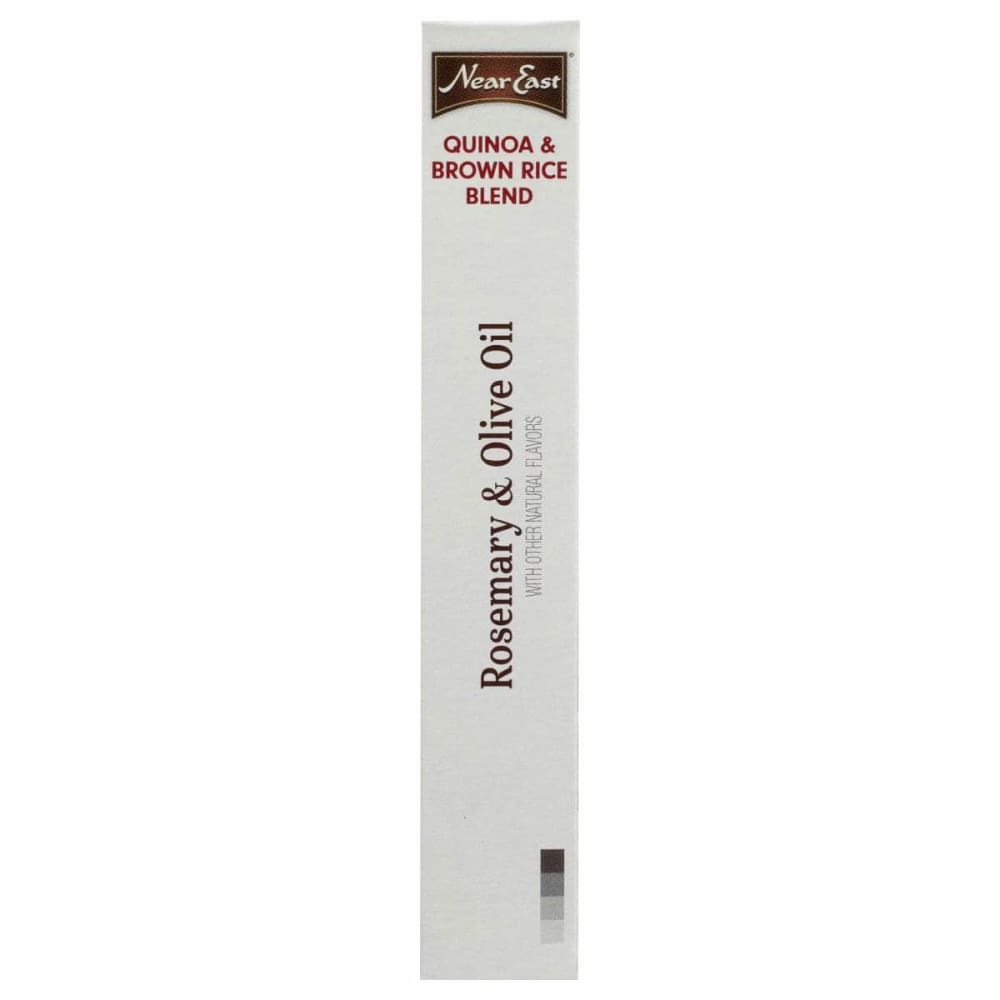 Near East
QUINOA &
BROWN RICE
BLEND
Rosemary & Olive Oil
WITH OTHER NATURAL FLAVORS